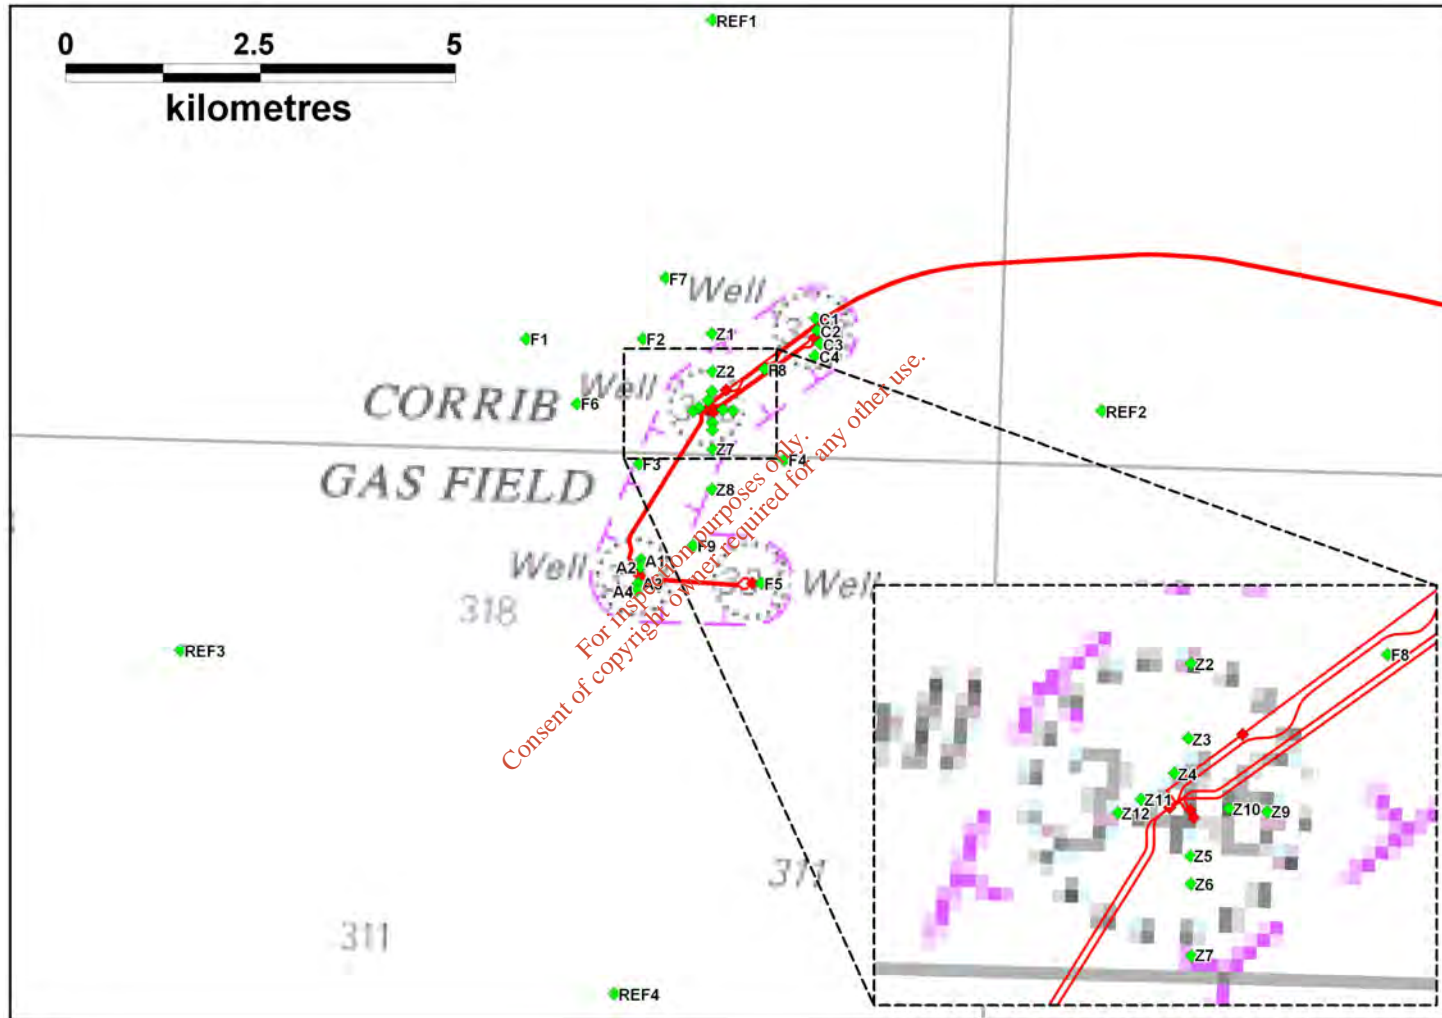 REF1
0 2.5 5
kilometres
F7
Well
C1
C2
C3
C4
F1
F2
Z1
Z2
F8
Well
CORRIB
F6
REF2
Z7
F3
F4
GAS FIELD
Z8
F9
Well
A1
A2
A3
A4
F5
Well
318
REF3
For inspection purposes only.
Consent of copyright owner required for any other use.
311
311
REF4
Z2
F8
Z3
Z4
Z11
Z12
Z10
Z9
Z5
Z6
Z7